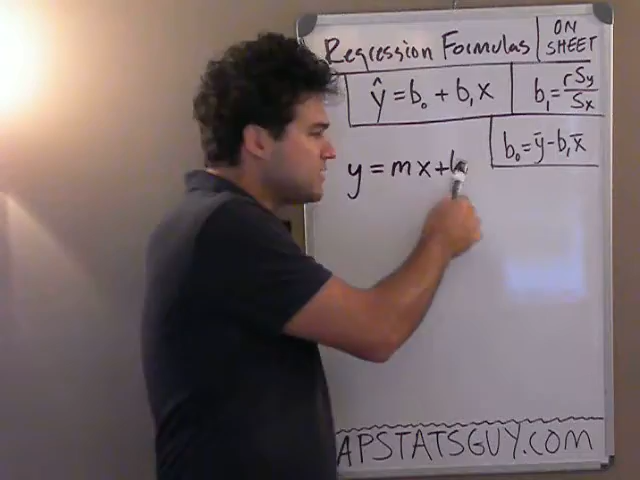 Regression Formulas
ON SHEET
ŷ = b₀ + b₁x
b₁ = rSy/Sx
b₀ = ȳ - b₁x̄
y = mx + b
APSTATSGUY.COM